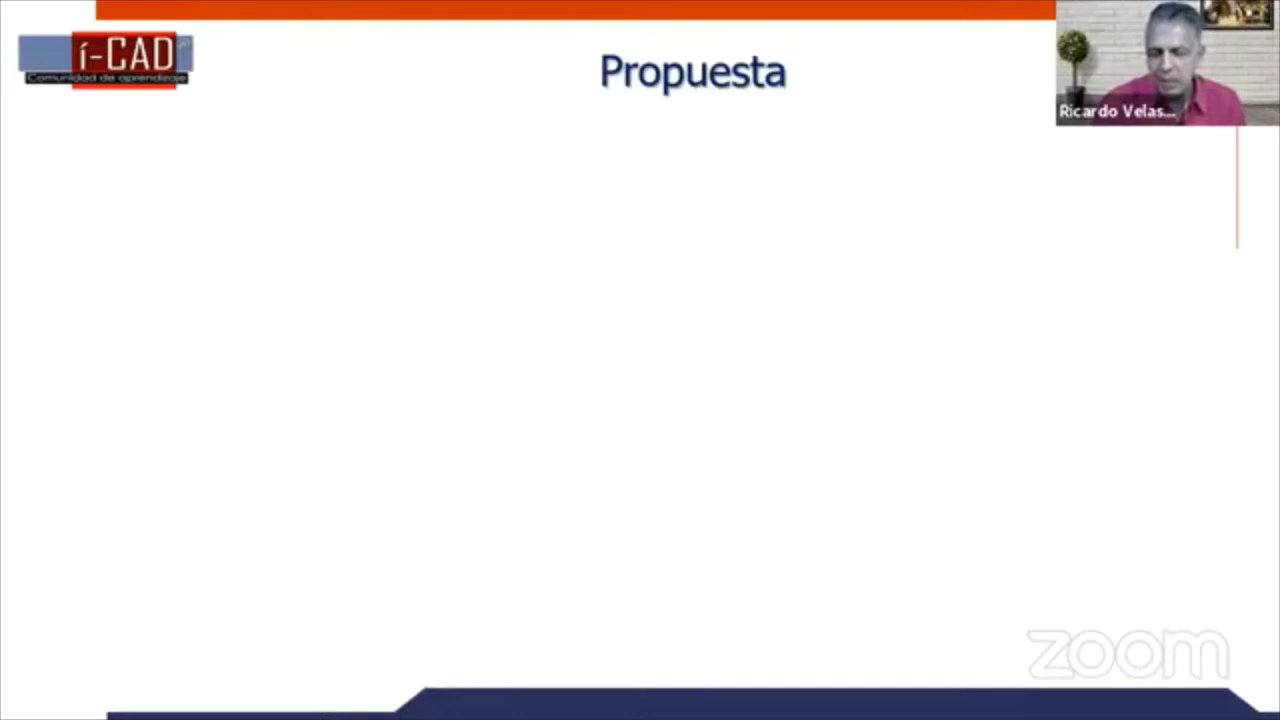 i-CAD
Comunidad de aprendizaje
Propuesta
Ricardo Velas...
zoom